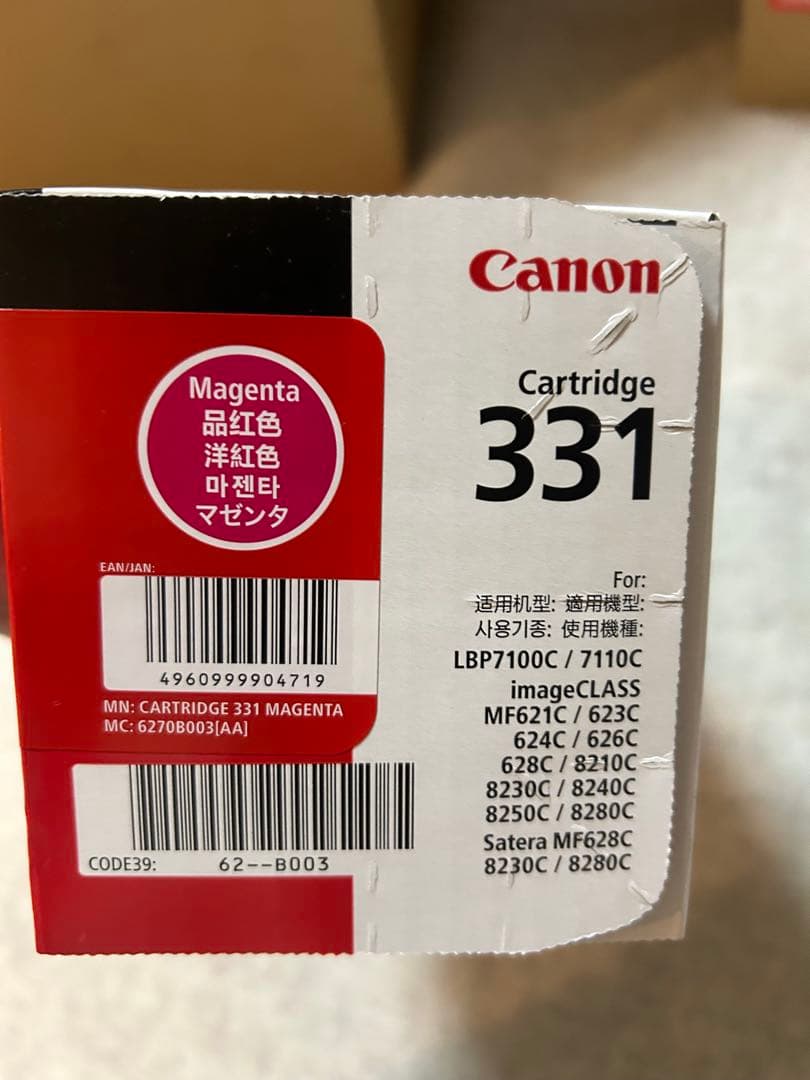 Canon
Cartridge
331
Magenta
品红色
洋紅色
마젠타
マゼンタ
EAN/JAN:
4960999904719
MN: CARTRIDGE 331 MAGENTA
MC: 6270B003[AA]
CODE39: 62--B003
For:
适用机型: 適用機型:
사용기종: 使用機種:
LBP7100C / 7110C
imageCLASS
MF621C / 623C
624C / 626C
628C / 8210C
8230C / 8240C
8250C / 8280C
Satera MF628C
8230C / 8280C